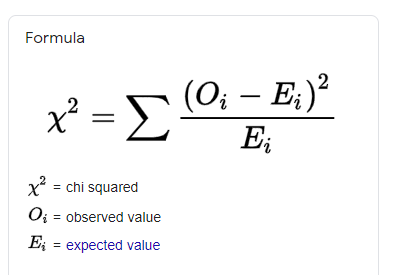 Formula
χ² = ∑ (Oᵢ − Eᵢ)² / Eᵢ
χ² = chi squared
Oᵢ = observed value
Eᵢ = expected value